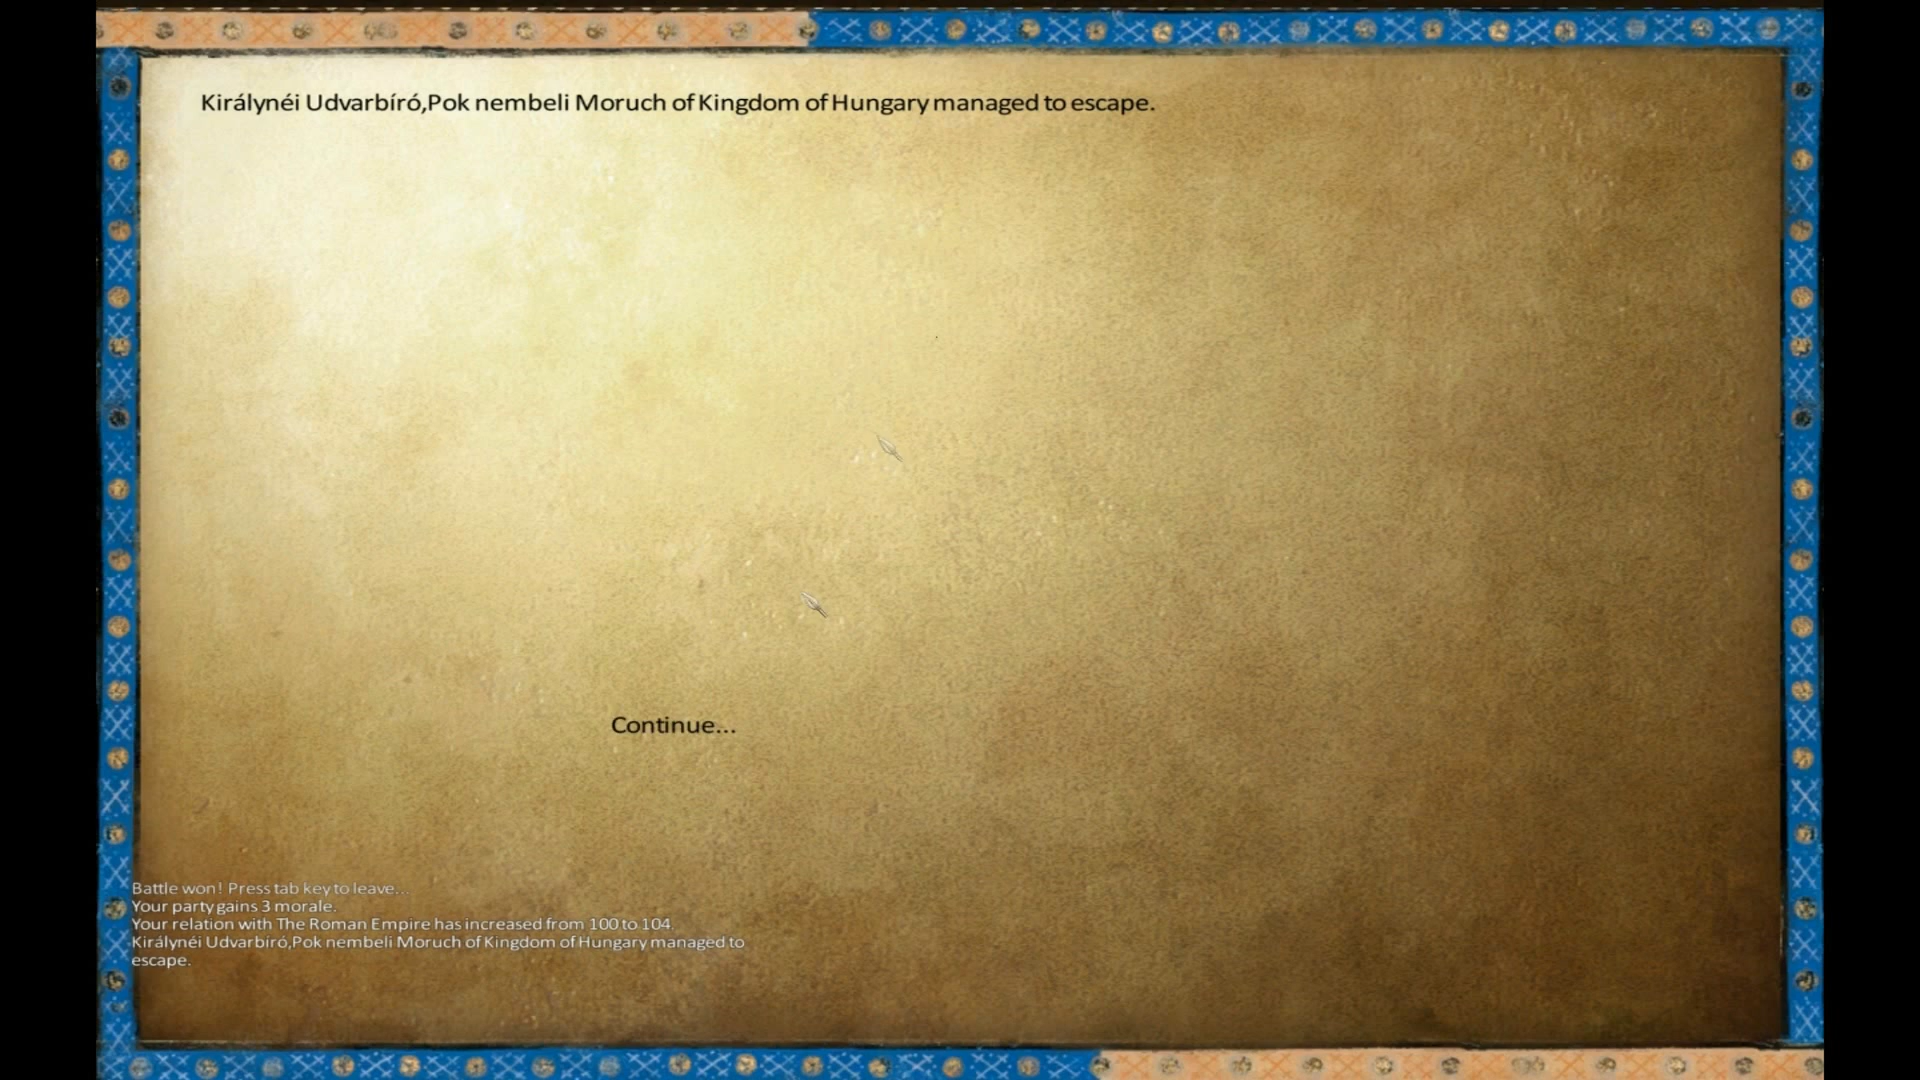 Királynéi Udvarbíró,Pok nembeli Moruch of Kingdom of Hungary managed to escape.
Continue...
Battle won! Press tab key to leave...
Your party gains 3 morale.
Your relation with The Roman Empire has increased from 100 to 104.
Királynéi Udvarbíró,Pok nembeli Moruch of Kingdom of Hungary managed to
escape.